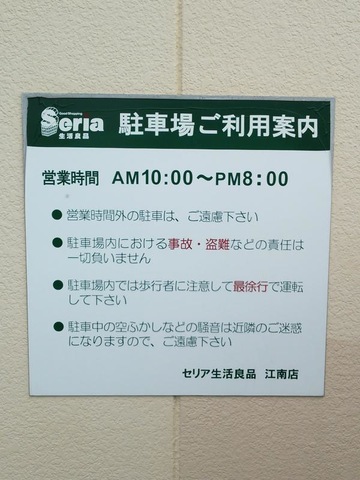 Good Shopping
Seria 駐車場ご利用案内
生活良品
営業時間 AM10:00～PM8:00
●営業時間外の駐車は、ご遠慮下さい
●駐車場内における事故・盗難などの責任は
一切負いません
●駐車場内では歩行者に注意して最徐行で運転
して下さい
●駐車中の空ふかしなどの騒音は近隣のご迷惑
になりますので、ご遠慮下さい
セリア生活良品 江南店